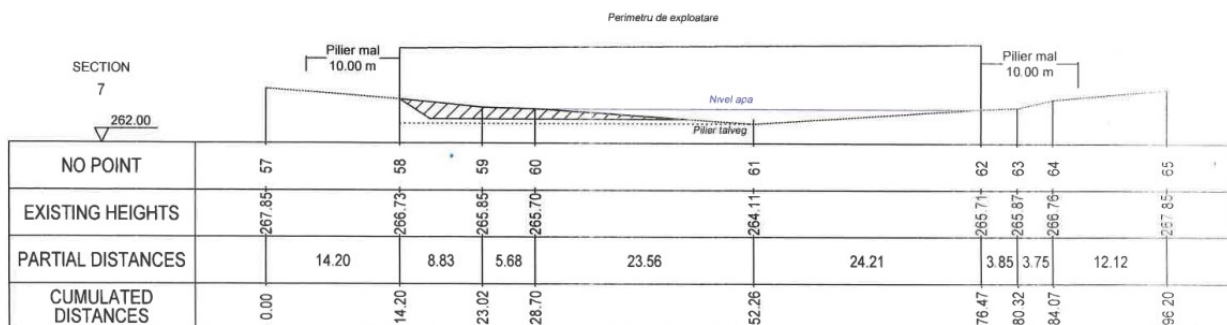 Perimetru de exploatare
Pilier mal
10.00 m
Pilier mal
10.00 m
SECTION
7
262.00
Nivel apa
Pilier talveg
NO POINT 57 58 59 60 61 62 63 64 65
EXISTING HEIGHTS 267.85 266.73 265.85 265.70 264.11 265.71 265.87 266.76 267.85
PARTIAL DISTANCES 14.20 8.83 5.68 23.56 24.21 3.85 3.75 12.12
CUMULATED
DISTANCES 0.00 14.20 23.02 28.70 52.26 76.47 80.32 84.07 96.20